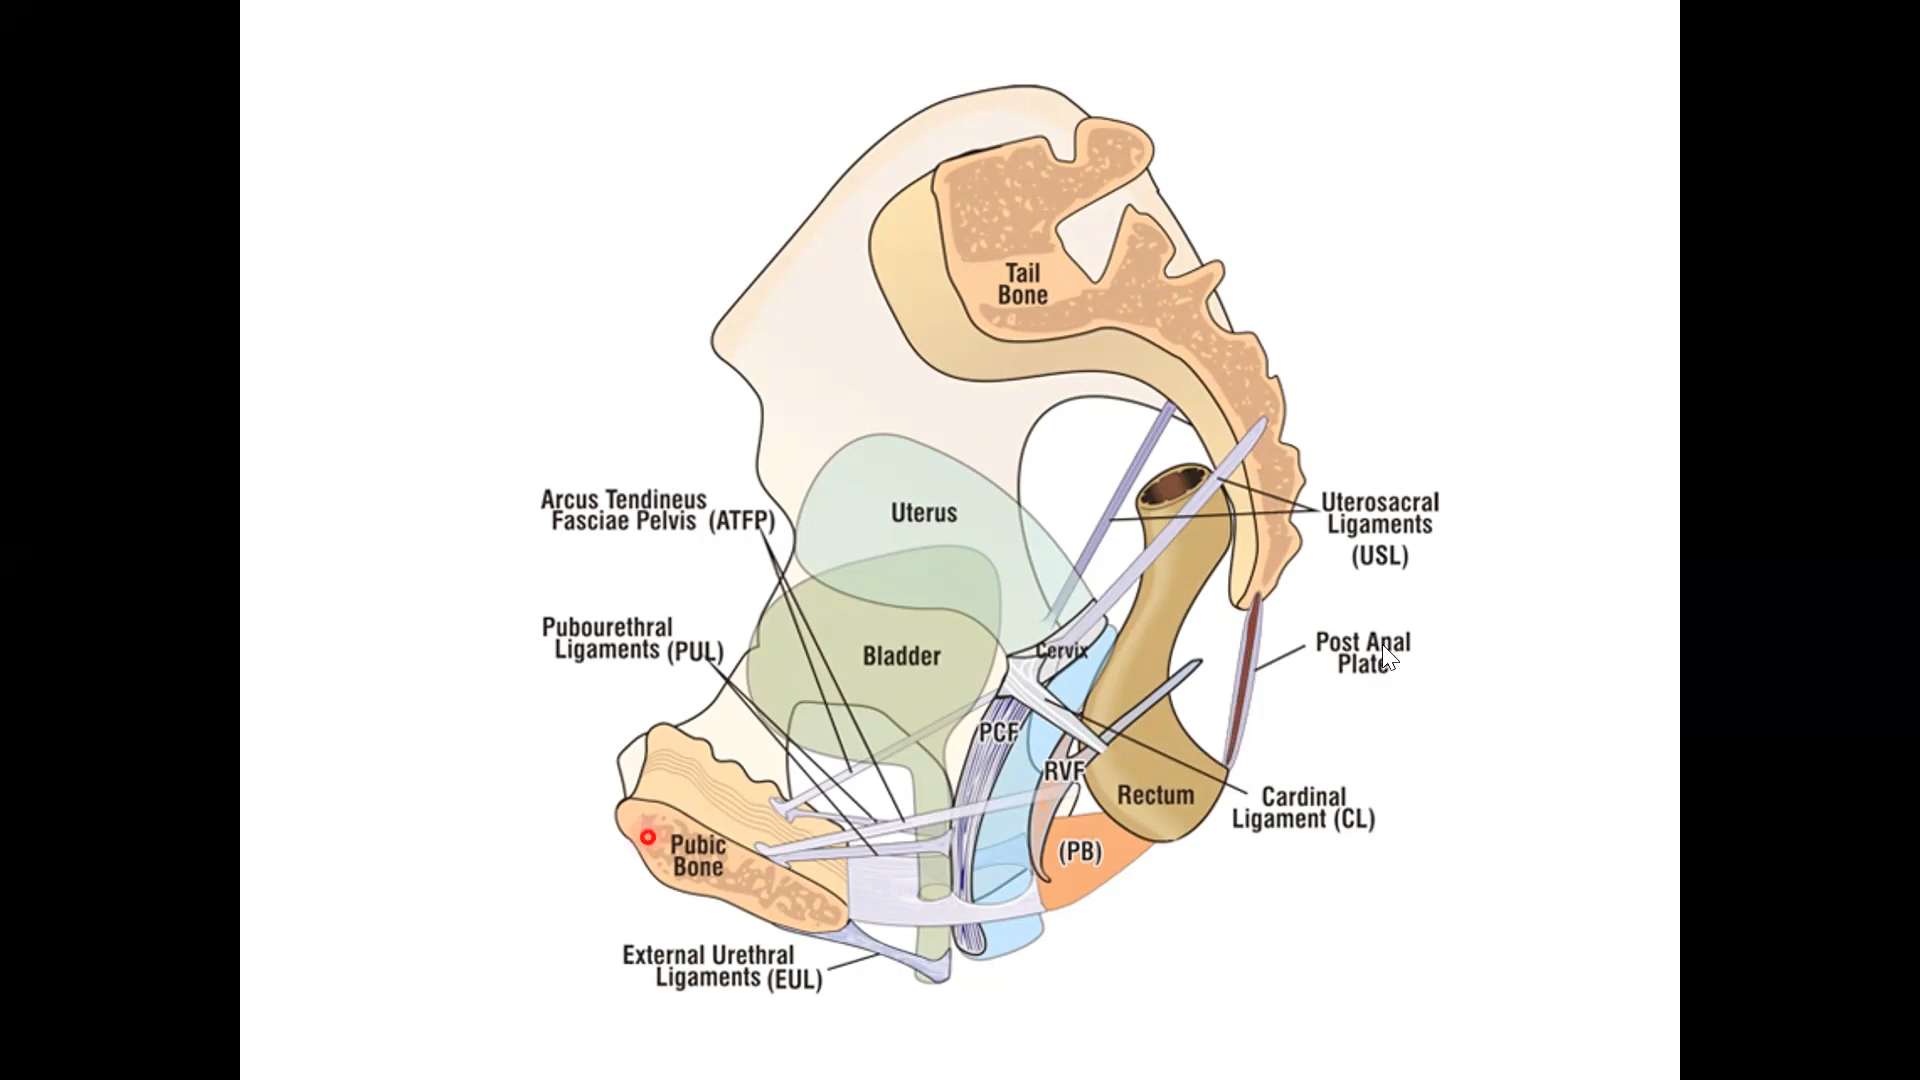 Tail
Bone
Uterus
Arcus Tendineus
Fasciae Pelvis (ATFP)
Uterosacral
Ligaments
(USL)
Pubourethral
Ligaments (PUL)
Bladder
Cervix
Post Anal
Plate
PCF
RVF
Rectum
Cardinal
Ligament (CL)
Pubic
Bone
(PB)
External Urethral
Ligaments (EUL)